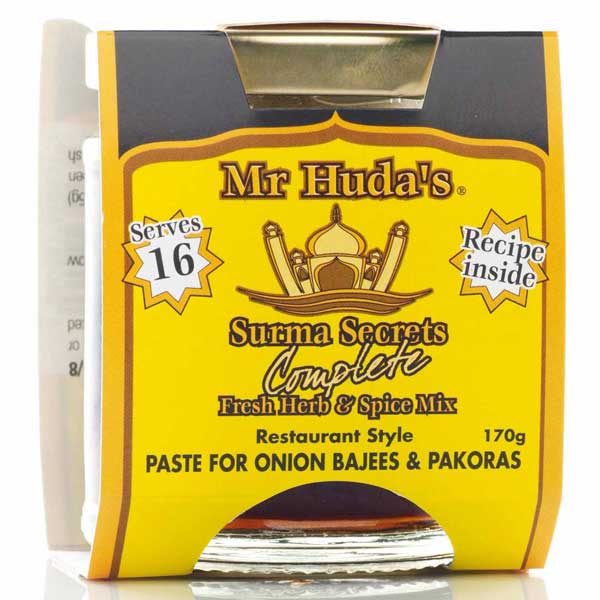 Mr Huda's®
Serves
16
Recipe
inside
Surma Secrets
Complete
Fresh Herb & Spice Mix
Restaurant Style 170g
PASTE FOR ONION BAJEES & PAKORAS